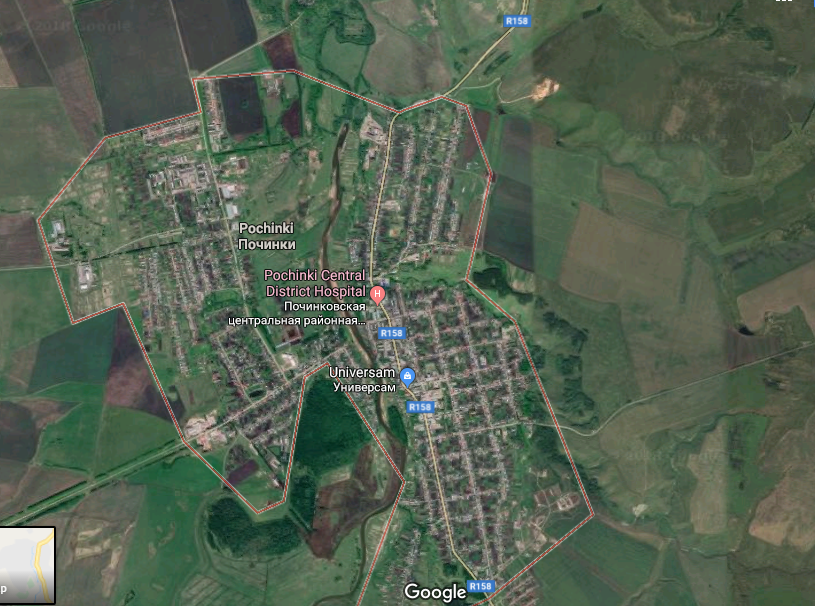 R158
Pochinki
Починки
Pochinki Central
District Hospital
Починковская
центральная районная...
R158
Universam
Универсам
R158
Google
R158
р